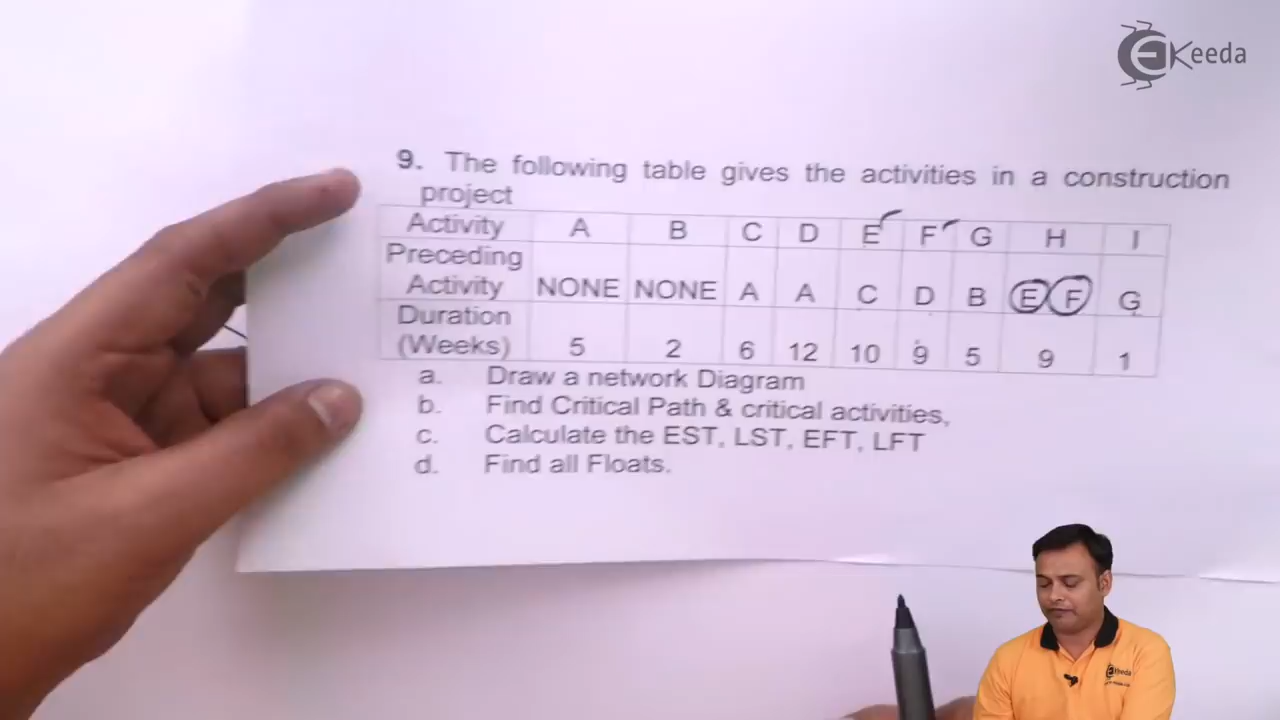 EKeeda
9. The following table gives the activities in a construction
project
Activity A B C D E F G H I
Preceding
Activity NONE NONE A A C D B E F G
Duration
(Weeks) 5 2 6 12 10 9 5 9 1
a. Draw a network Diagram
b. Find Critical Path & critical activities,
c. Calculate the EST, LST, EFT, LFT
d. Find all Floats.
EKeeda